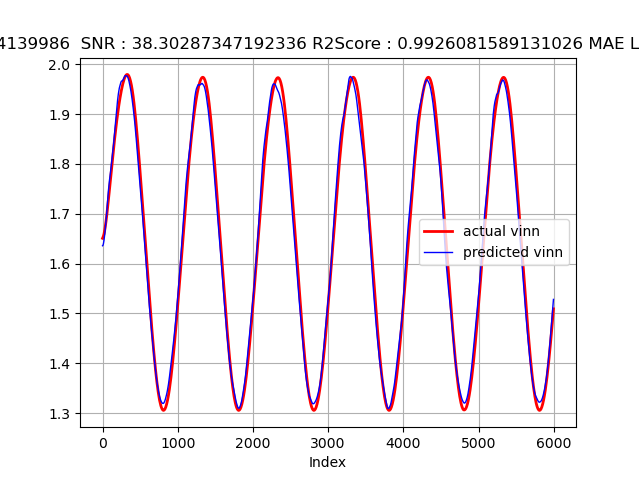 4139986 SNR : 38.30287347192336 R2Score : 0.9926081589131026 MAE L
2.0
1.9
1.8
1.7
1.6
1.5
1.4
1.3
actual vinn
predicted vinn
0 1000 2000 3000 4000 5000 6000
Index